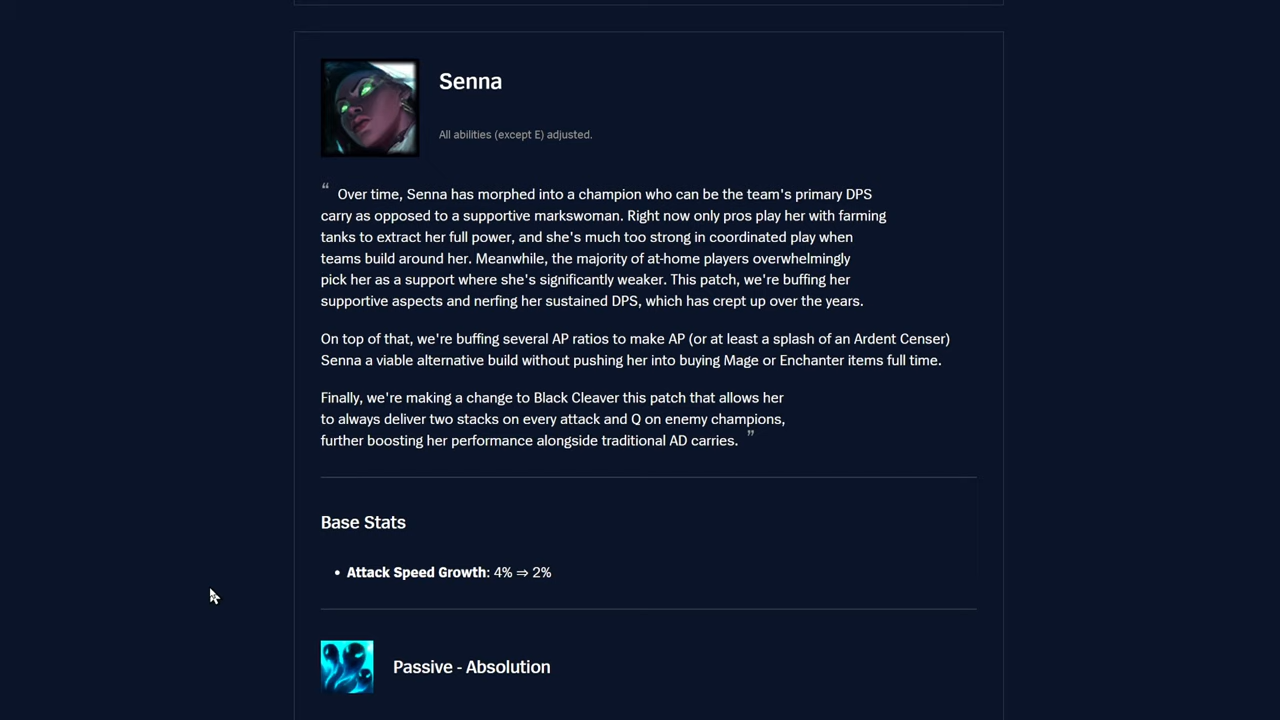 Senna
All abilities (except E) adjusted.
“ Over time, Senna has morphed into a champion who can be the team's primary DPS
carry as opposed to a supportive markswoman. Right now only pros play her with farming
tanks to extract her full power, and she's much too strong in coordinated play when
teams build around her. Meanwhile, the majority of at-home players overwhelmingly
pick her as a support where she's significantly weaker. This patch, we're buffing her
supportive aspects and nerfing her sustained DPS, which has crept up over the years.
On top of that, we're buffing several AP ratios to make AP (or at least a splash of an Ardent Censer)
Senna a viable alternative build without pushing her into buying Mage or Enchanter items full time.
Finally, we're making a change to Black Cleaver this patch that allows her
to always deliver two stacks on every attack and Q on enemy champions,
further boosting her performance alongside traditional AD carries. ”
Base Stats
• Attack Speed Growth: 4% ⇒ 2%
Passive - Absolution